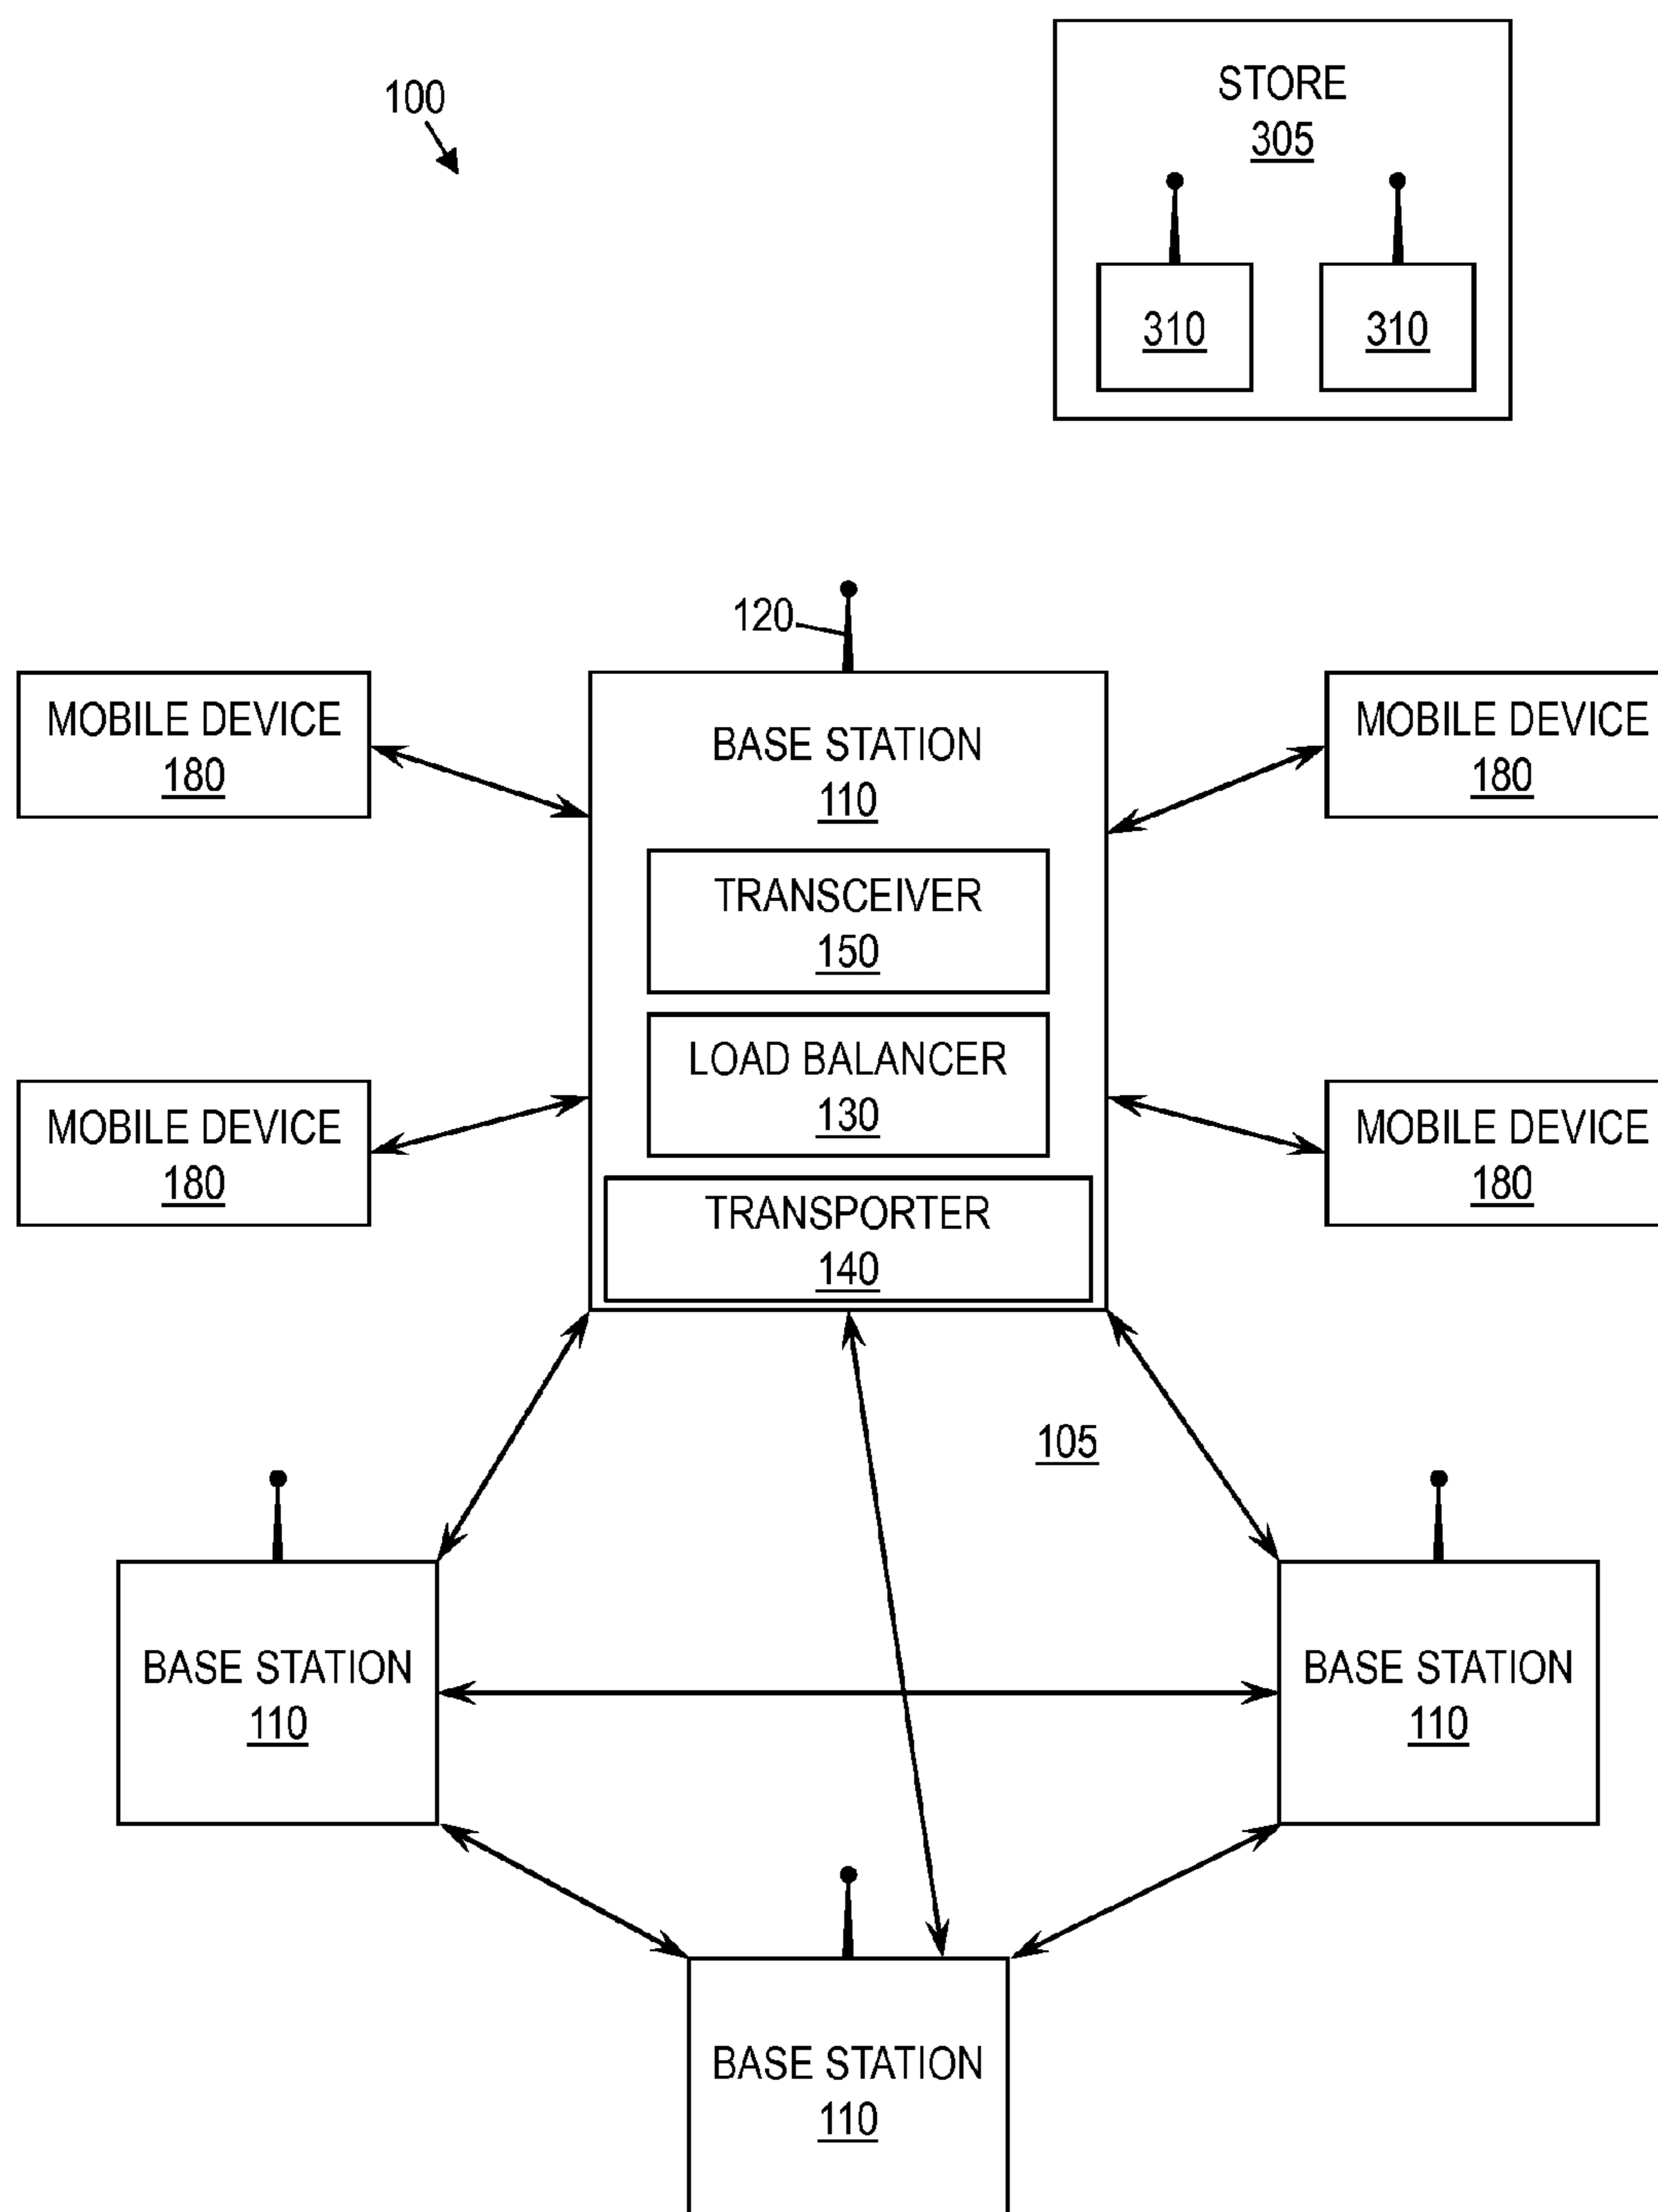 100
STORE
305
310
310
120
MOBILE DEVICE
180
BASE STATION
110
MOBILE DEVICE
180
TRANSCEIVER
150
LOAD BALANCER
130
MOBILE DEVICE
180
MOBILE DEVICE
180
TRANSPORTER
140
105
BASE STATION
110
BASE STATION
110
BASE STATION
110